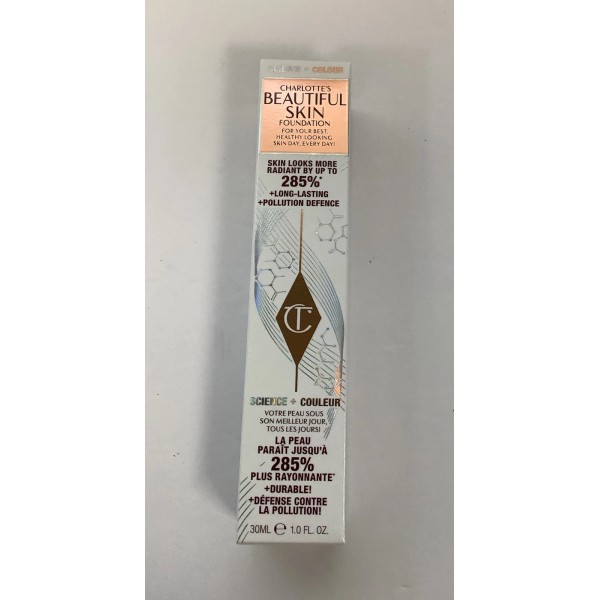 SCIENCE + COLOUR
CHARLOTTE'S
BEAUTIFUL
SKIN
FOUNDATION
FOR YOUR BEST,
HEALTHY LOOKING
SKIN DAY, EVERY DAY!
SKIN LOOKS MORE
RADIANT BY UP TO
285%*
+LONG-LASTING
+POLLUTION DEFENCE
CT
SCIENCE + COULEUR
VOTRE PEAU SOUS
SON MEILLEUR JOUR,
TOUS LES JOURS!
LA PEAU
PARAÎT JUSQU'À
285%
PLUS RAYONNANTE*
+DURABLE!
+DÉFENSE CONTRE
LA POLLUTION!
30ML e 1.0 FL. OZ.